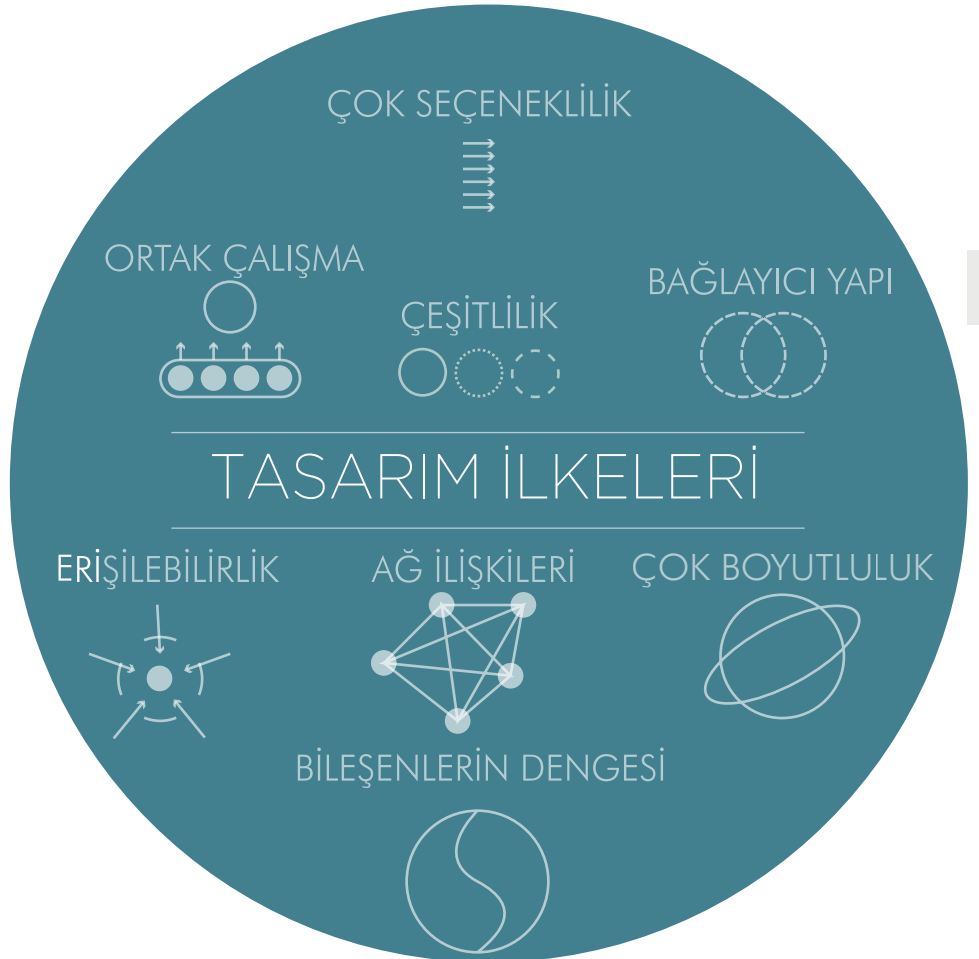 ÇOK SEÇENEKLİLİK
ORTAK ÇALIŞMA
ÇEŞİTLİLİK
BAĞLAYICI YAPI
TASARIM İLKELERİ
ERİŞİLEBİLİRLİK
AĞ İLİŞKİLERİ
ÇOK BOYUTLULUK
BİLEŞENLERİN DENGESİ